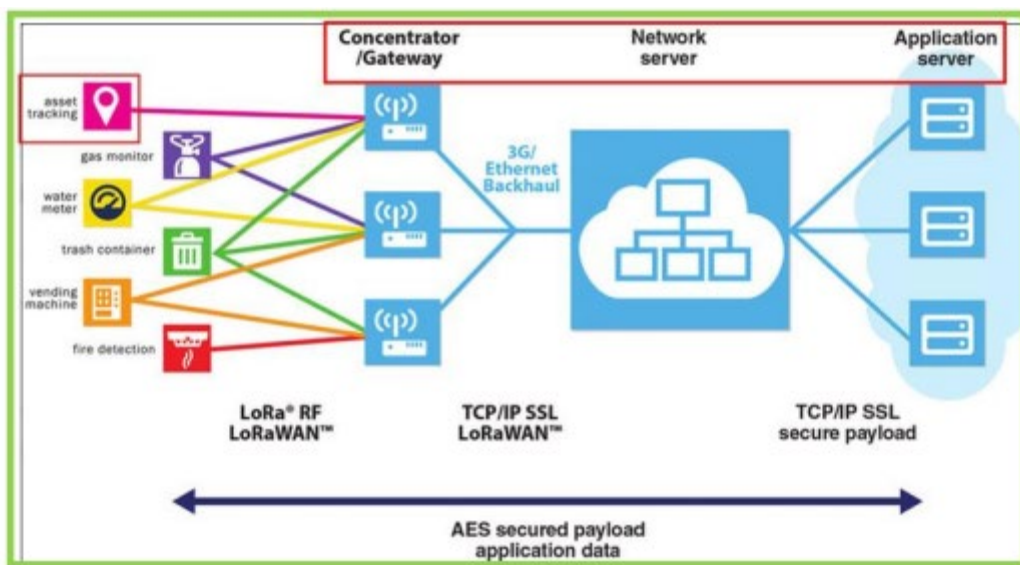 Concentrator
/Gateway
Network
server
Application
server
asset
tracking
gas monitor
water
meter
trash container
vending
machine
fire detection
3G/
Ethernet
Backhaul
LoRa® RF
LoRaWAN™
TCP/IP SSL
LoRaWAN™
TCP/IP SSL
secure payload
AES secured payload
application data